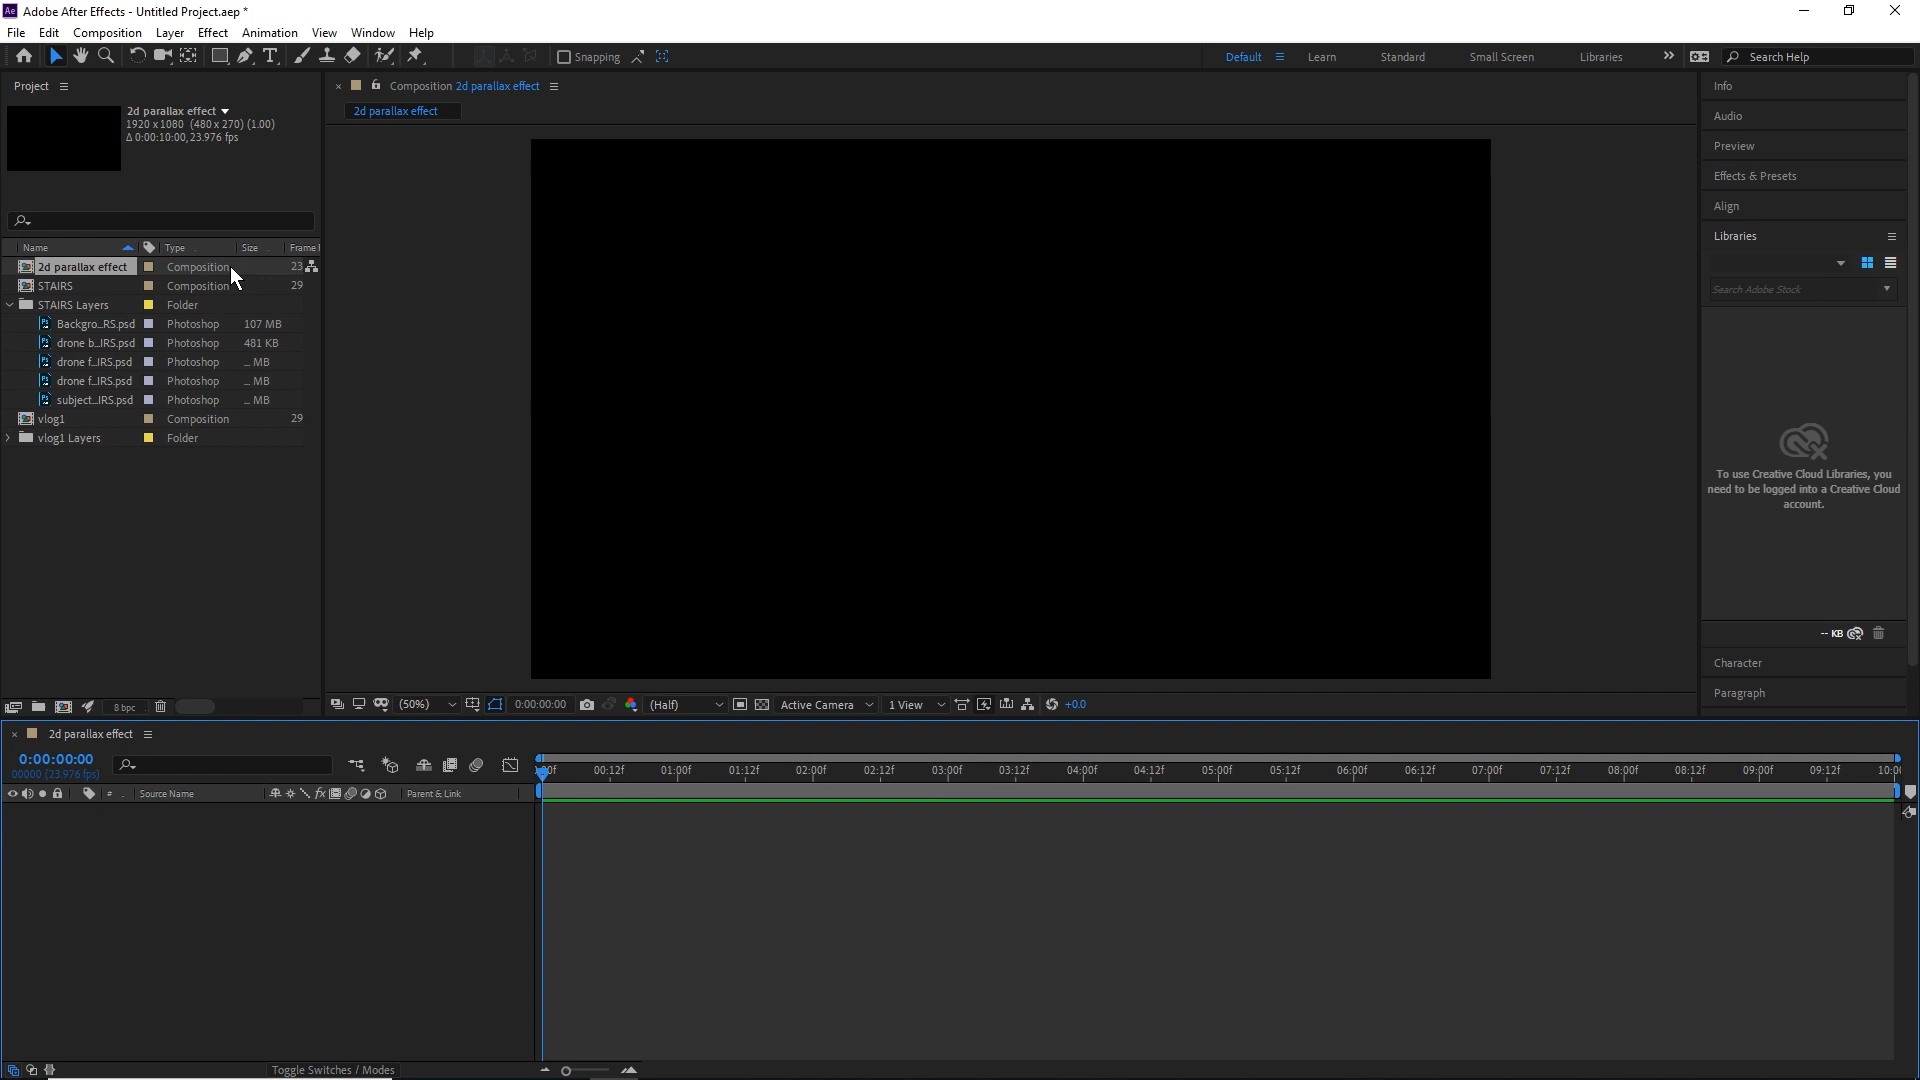 Ae Adobe After Effects - Untitled Project.aep *
File Edit Composition Layer Effect Animation View Window Help
T Snapping Default Learn Standard Small Screen Libraries » Search Help
Project
2d parallax effect
1920 x1080 (480 x 270) (1.00)
Δ 0:00:10:00, 23.976 fps
Name Type Size Frame
2d parallax effect Composition 23
STAIRS Composition 29
STAIRS Layers Folder
Backgro...RS.psd Photoshop 107 MB
drone b...IRS.psd Photoshop 481 KB
drone f...IRS.psd Photoshop ... MB
drone f...IRS.psd Photoshop ... MB
subject...IRS.psd Photoshop ... MB
vlog1 Composition 29
vlog1 Layers Folder
8 bpc
× Composition 2d parallax effect
2d parallax effect
(50%) 0:00:00:00 (Half) Active Camera 1 View +0.0
Info
Audio
Preview
Effects & Presets
Align
Libraries
Search Adobe Stock
To use Creative Cloud Libraries, you
need to be logged into a Creative Cloud
account.
-- KB
Character
Paragraph
× 2d parallax effect
0:00:00:00
00000 (23.976 fps)
00:12f 01:00f 01:12f 02:00f 02:12f 03:00f 03:12f 04:00f 04:12f 05:00f 05:12f 06:00f 06:12f 07:00f 07:12f 08:00f 08:12f 09:00f 09:12f
# Source Name fx Parent & Link
Toggle Switches / Modes